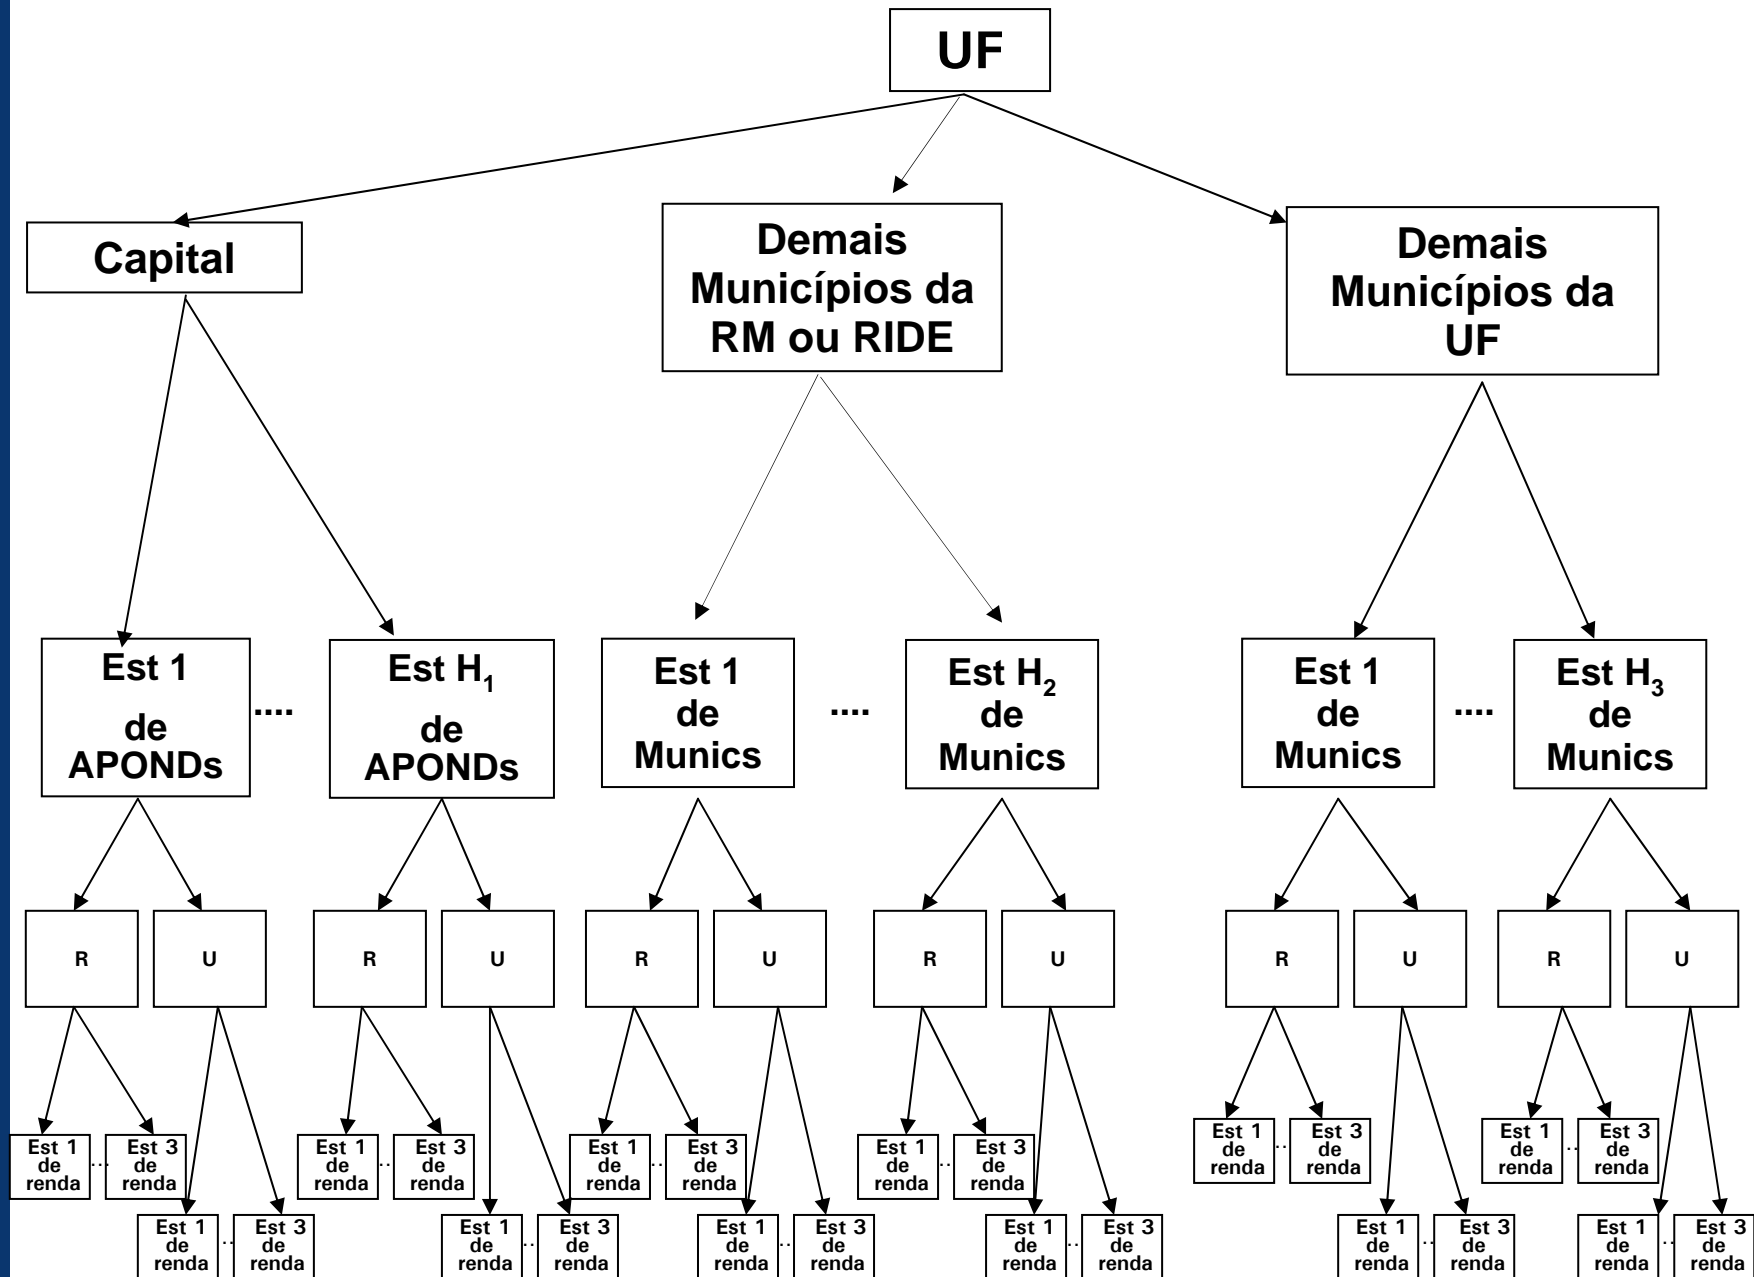 UF
Capital
Demais
Municípios da
RM ou RIDE
Demais
Municípios da
UF
Est 1
de
APONDs
....
Est H₁
de
APONDs
Est 1
de
Munics
....
Est H₂
de
Munics
Est 1
de
Munics
....
Est H₃
de
Munics
R
U
R
U
R
U
R
U
R
U
R
U
Est 1
de
renda
...
Est 3
de
renda
Est 1
de
renda
..
Est 3
de
renda
Est 1
de
renda
..
Est 3
de
renda
Est 1
de
renda
..
Est 3
de
renda
Est 1
de
renda
..
Est 3
de
renda
Est 1
de
renda
..
Est 3
de
renda
Est 1
de
renda
..
Est 3
de
renda
Est 1
de
renda
..
Est 3
de
renda
Est 1
de
renda
..
Est 3
de
renda
Est 1
de
renda
..
Est 3
de
renda
Est 1
de
renda
..
Est 3
de
renda
Est 1
de
renda
..
Est 3
de
renda